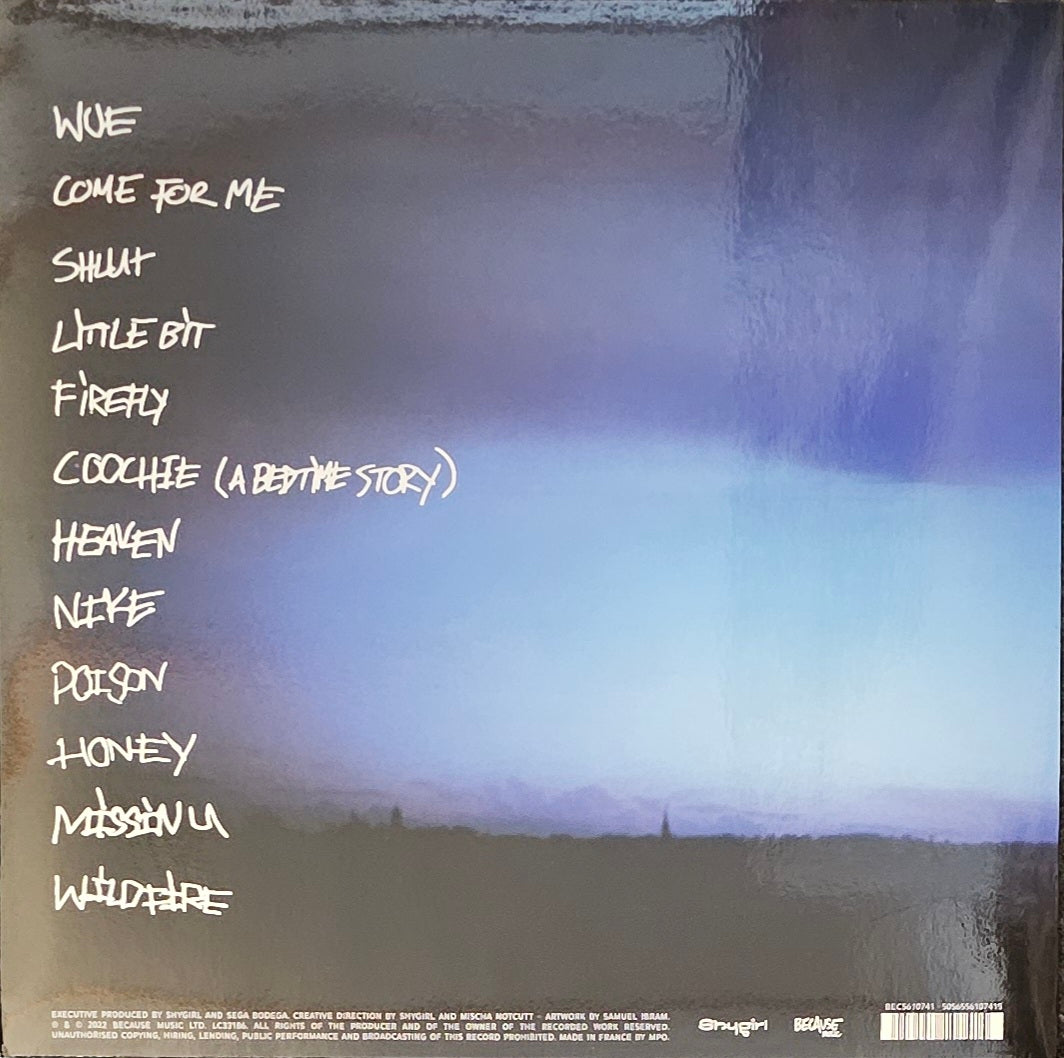 WOE
COME FOR ME
SHLUT
LITTLE BIT
FIREFLY
COOCHIE (A BEDTIME STORY)
HEAVEN
NIKE
POISON
HONEY
MISSIN U
WILDFIRE
BEC5610741 5056556107415
EXECUTIVE PRODUCED BY SHYGIRL AND SEGA BODEGA. CREATIVE DIRECTION BY SHYGIRL AND MISCHA NOTCUTT - ARTWORK BY SAMUEL IBRAM.
℗ & © 2022 BECAUSE MUSIC LTD. LC33186. ALL RIGHTS OF THE PRODUCER AND OF THE OWNER OF THE RECORDED WORK RESERVED.
UNAUTHORISED COPYING, HIRING, LENDING, PUBLIC PERFORMANCE AND BROADCASTING OF THIS RECORD PROHIBITED. MADE IN FRANCE BY MPO.
Shygirl
BECAUSE MUSIC